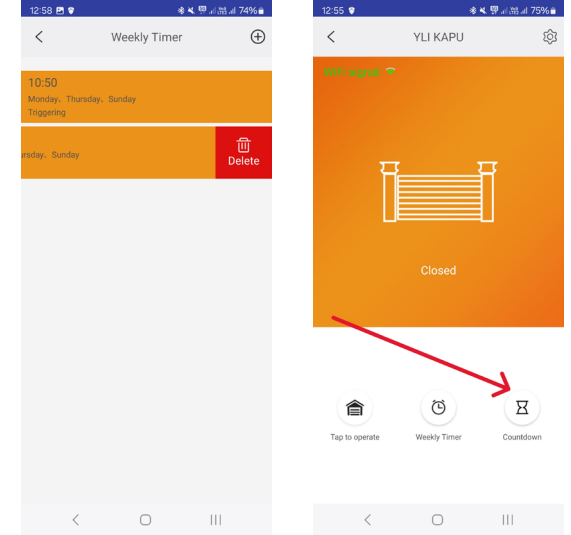 12:58
74%
Weekly Timer
10:50
Monday、Thursday、Sunday
Triggering
ursday、Sunday
Delete
12:55
75%
YLI KAPU
Closed
Tap to operate
Weekly Timer
Countdown